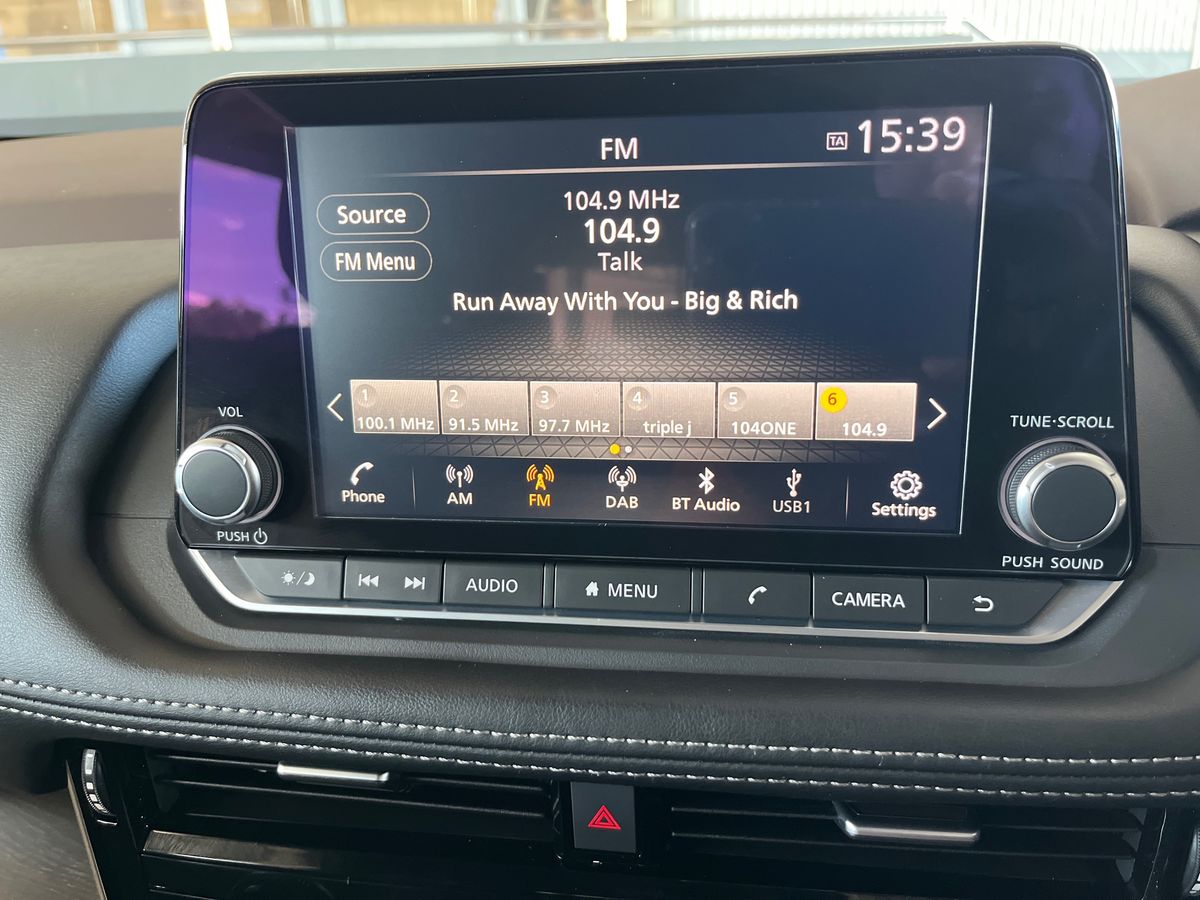 FM
TA 15:39
Source
104.9 MHz
104.9
FM Menu
Talk
Run Away With You - Big & Rich
1 2 3 4 5 6
100.1 MHz 91.5 MHz 97.7 MHz triple j 104ONE 104.9
VOL
TUNE·SCROLL
Phone AM FM DAB BT Audio USB1 Settings
PUSH
PUSH SOUND
AUDIO MENU CAMERA